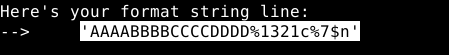 Here's your format string line:
-->     'AAAABBBBCCCCDDDD%1321c%7$n'